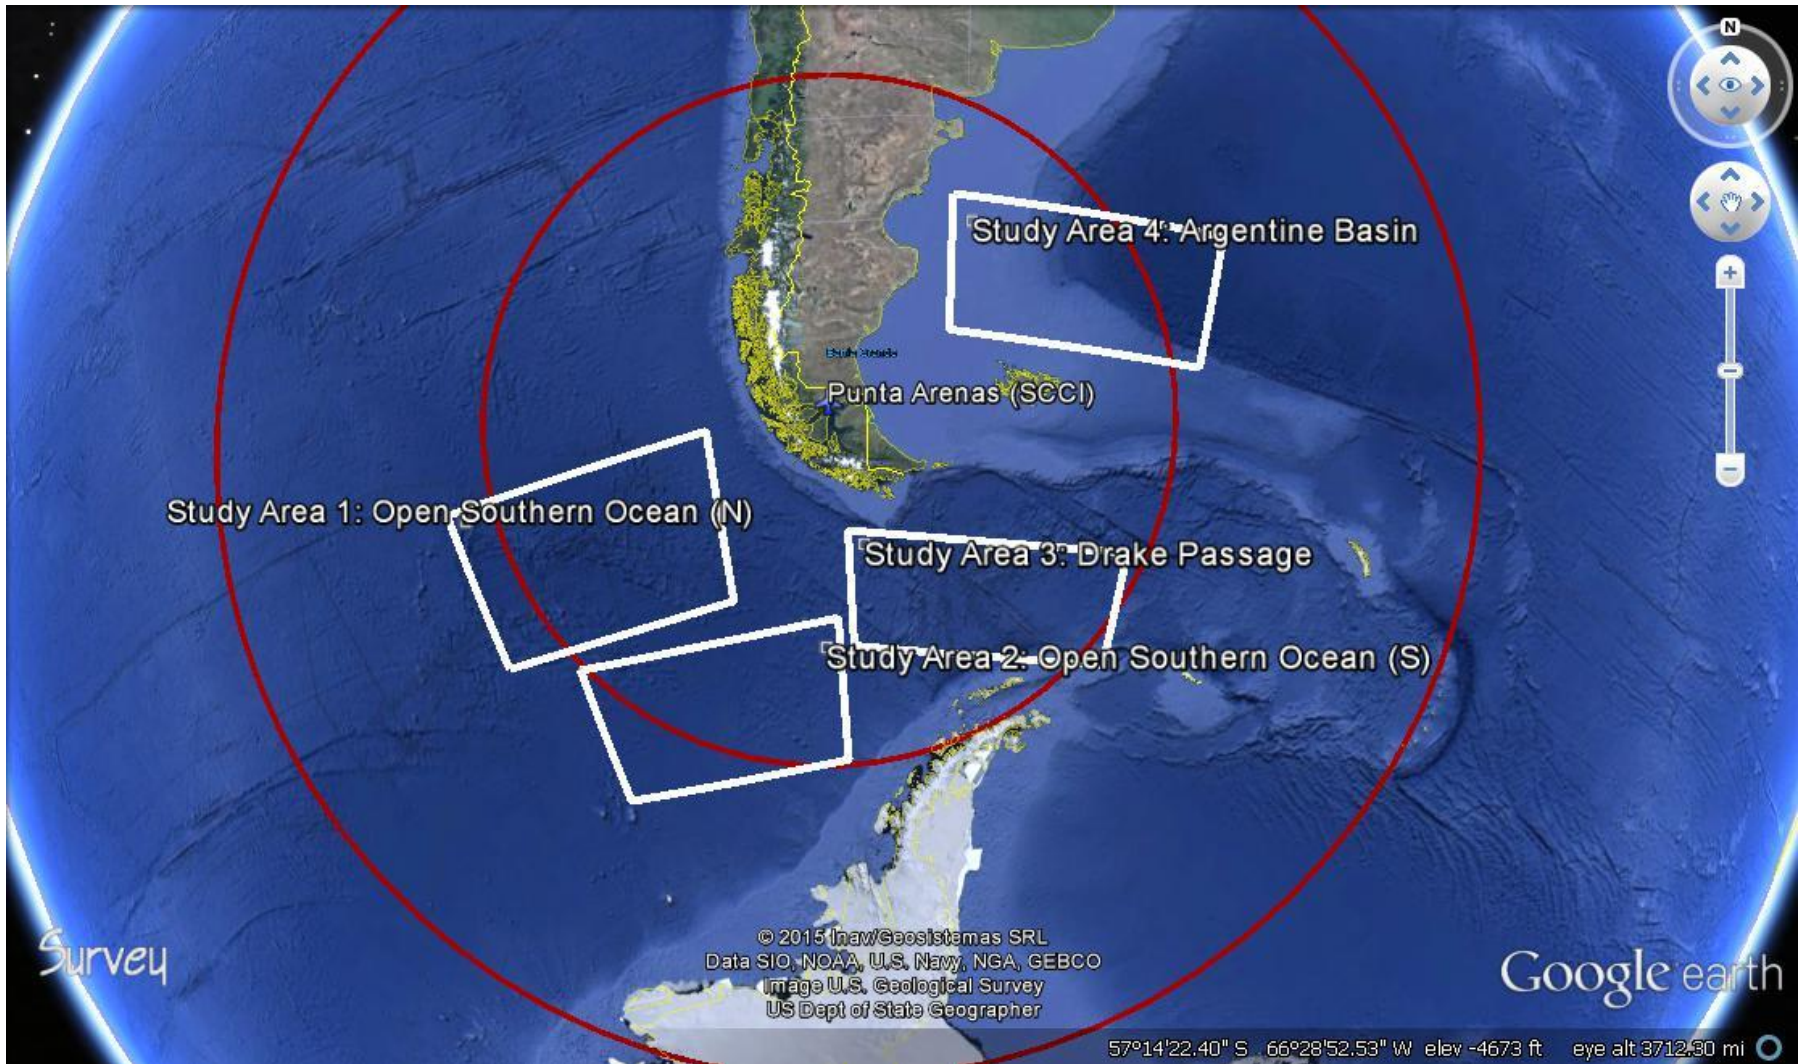 N
Study Area 4: Argentine Basin
Punta Arenas (SCCI)
Study Area 1: Open Southern Ocean (N)
Study Area 3: Drake Passage
Study Area 2: Open Southern Ocean (S)
© 2015 Inav/Geosistemas SRL
Data SIO, NOAA, U.S. Navy, NGA, GEBCO
Image U.S. Geological Survey
US Dept of State Geographer
Survey
Google earth
57°14'22.40" S 66°28'52.53" W elev -4673 ft eye alt 3712.30 mi